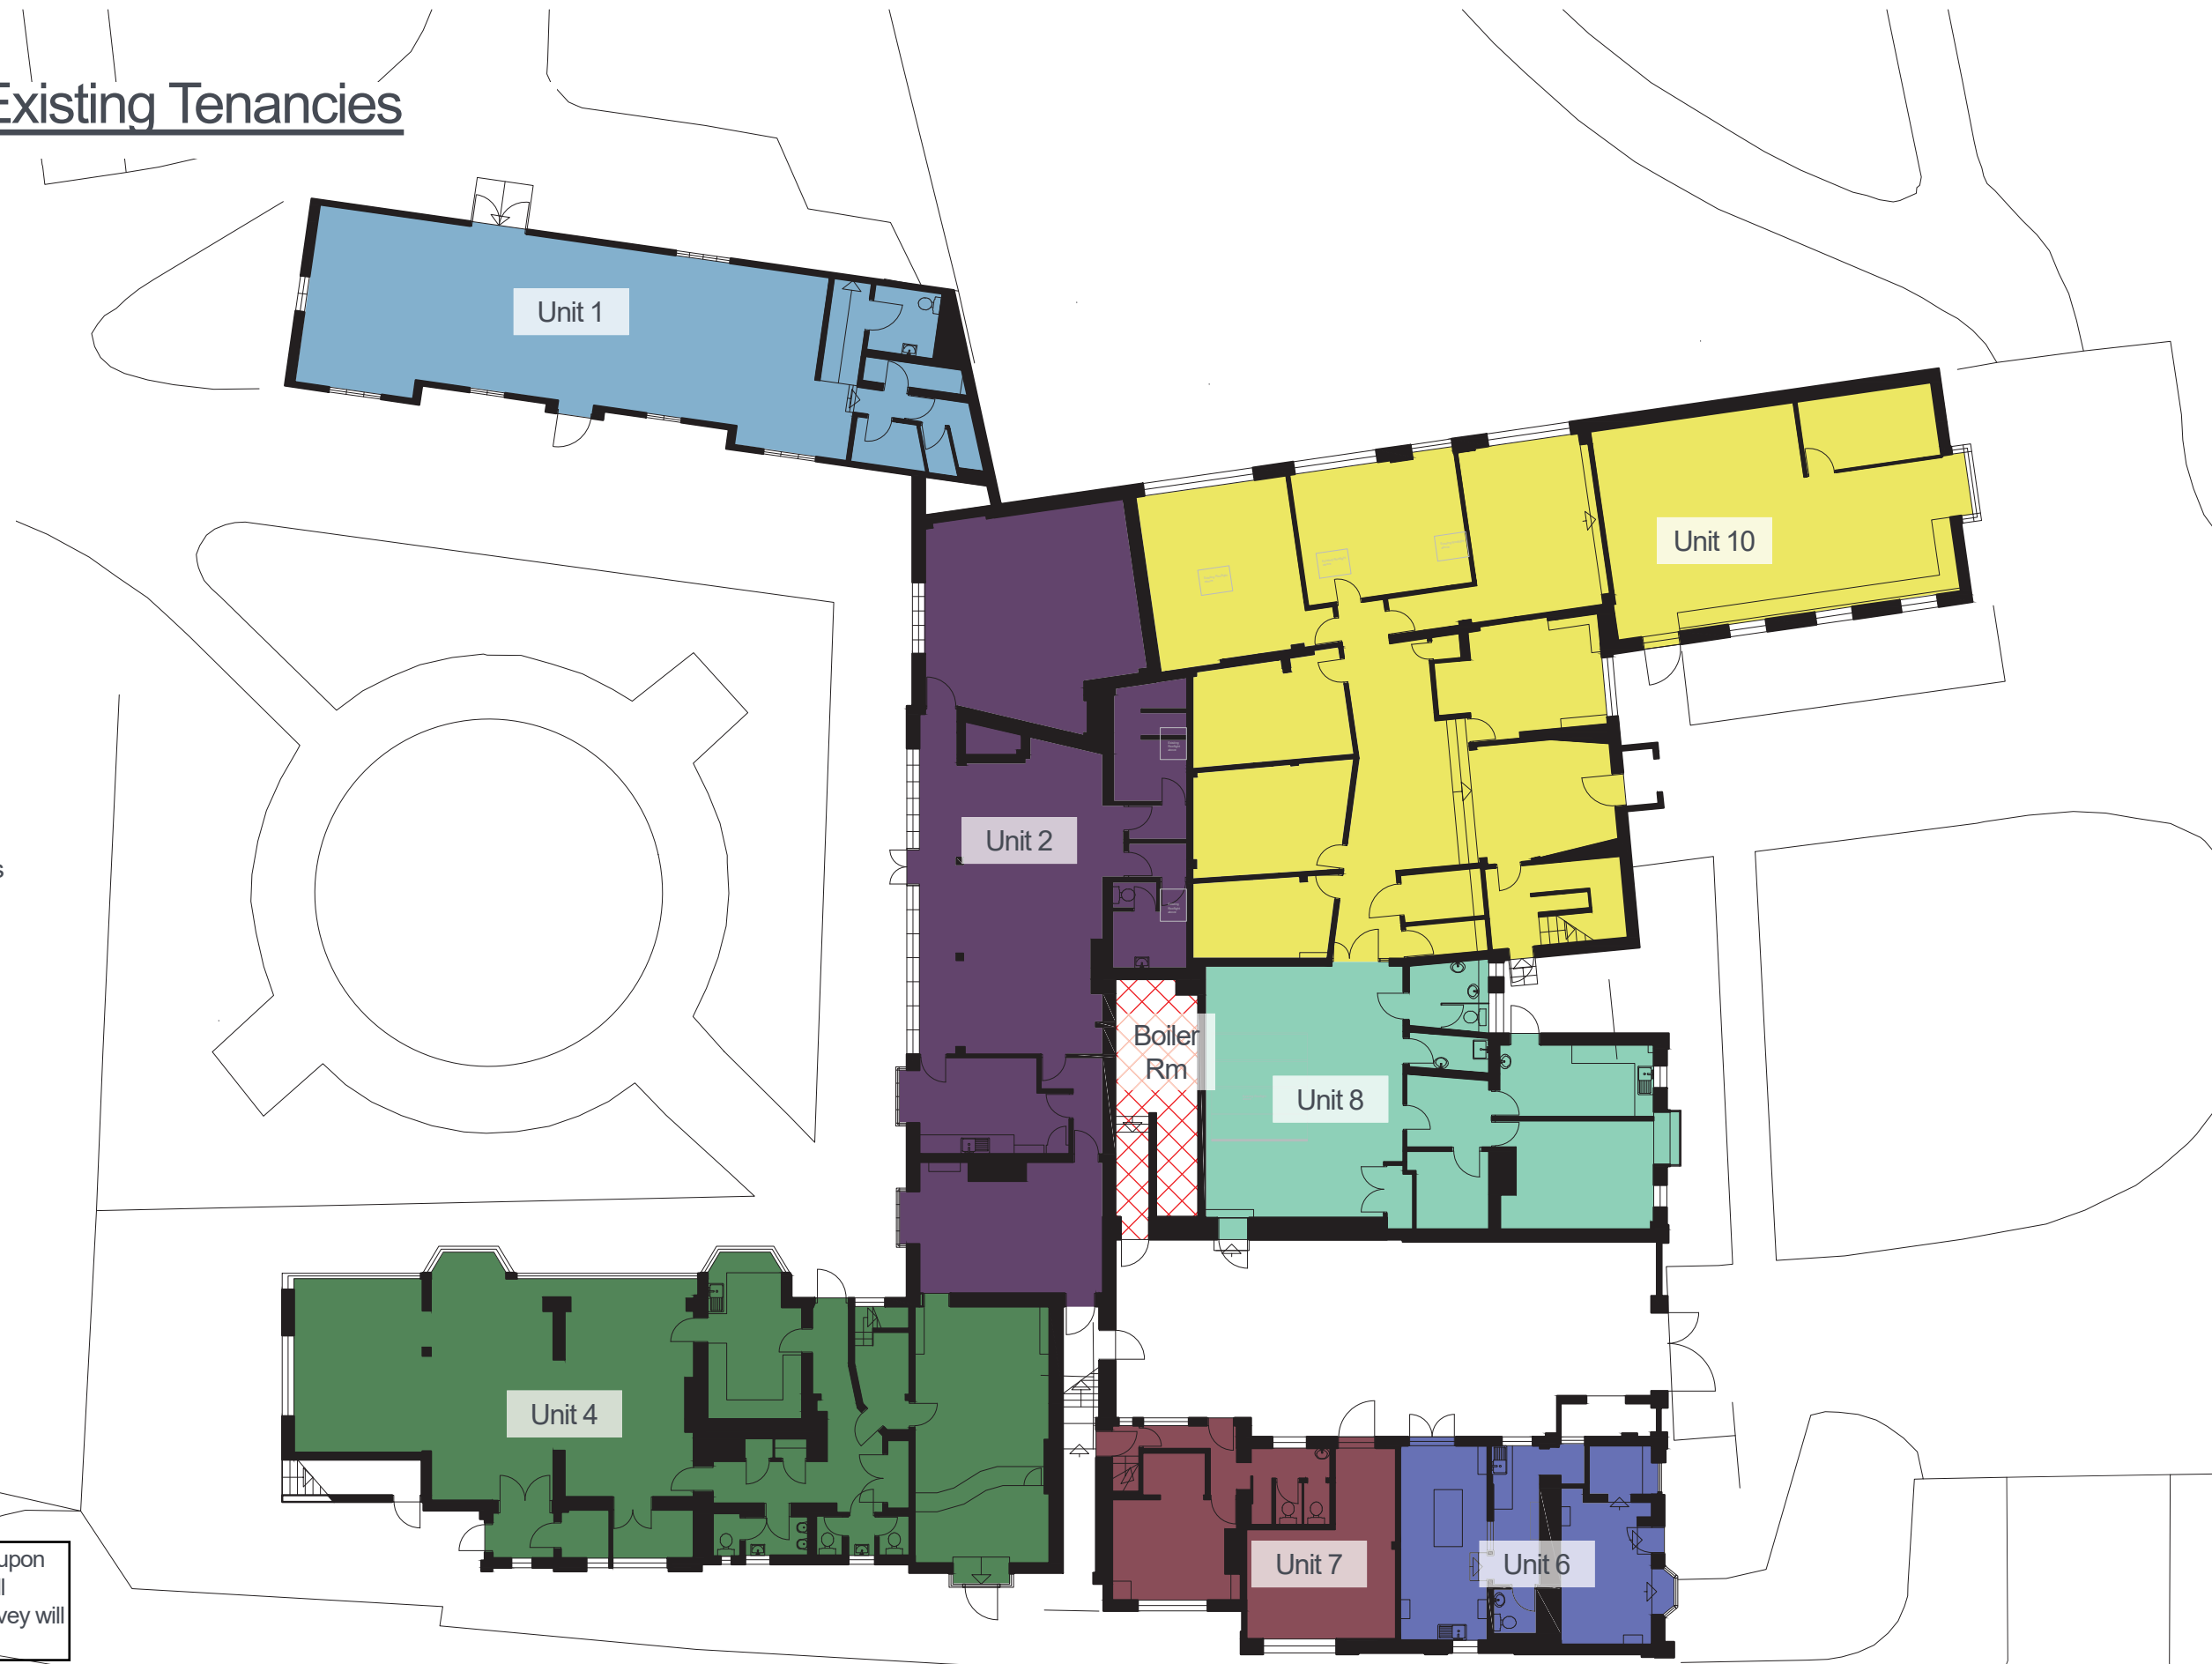 Existing Tenancies
Unit 1
Unit 10
Unit 2
Boiler
Rm
Unit 8
Unit 4
Unit 7
Unit 6
upon
vey will